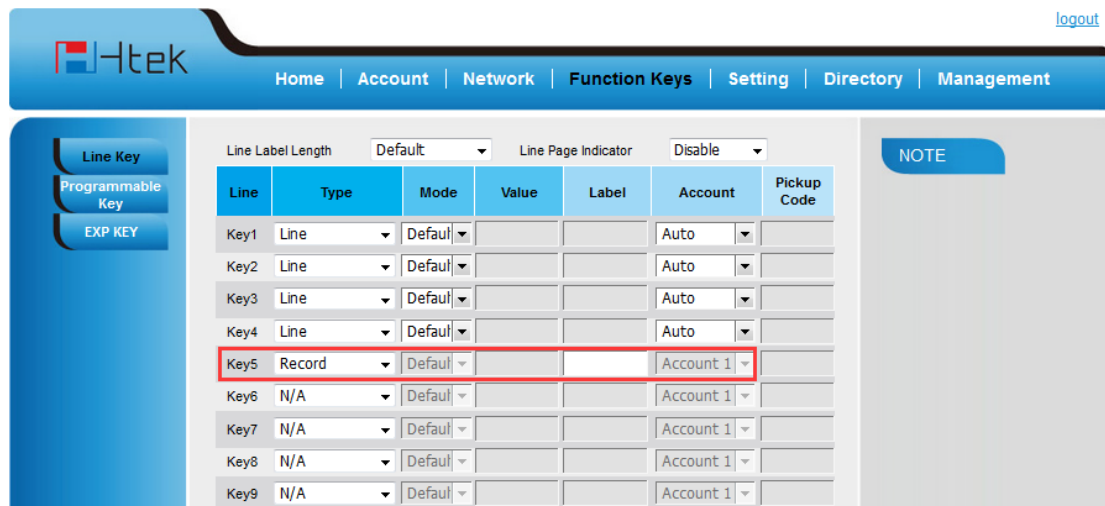 logout
Htek
Home Account Network Function Keys Setting Directory Management
Line Key
Programmable
Key
EXP KEY
Line Label Length Default Line Page Indicator Disable
NOTE
Line Type Mode Value Label Account Pickup Code
Key1 Line Defaul Auto
Key2 Line Defaul Auto
Key3 Line Defaul Auto
Key4 Line Defaul Auto
Key5 Record Defaul Account 1
Key6 N/A Defaul Account 1
Key7 N/A Defaul Account 1
Key8 N/A Defaul Account 1
Key9 N/A Defaul Account 1